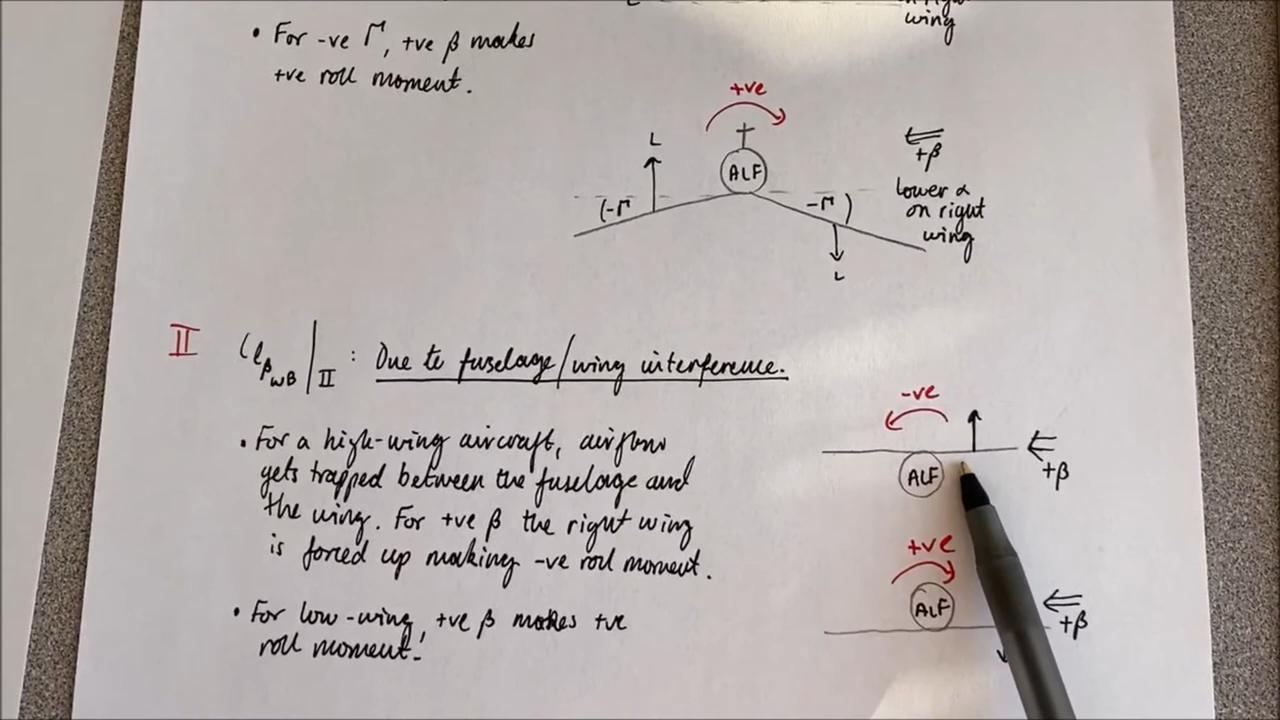 on right
wing
• For -ve Γ, +ve β makes
+ve roll moment.
+ve
L
ALF
(-Γ
-Γ)
L
+β
lower α
on right
wing
II Clβ_WB|II : Due to fuselage/wing interference.
• For a high-wing aircraft, airflow
gets trapped between the fuselage and
the wing. For +ve β the right wing
is forced up making -ve roll moment.
-ve
ALF
+β
• For low-wing, +ve β makes +ve
roll moment.
+ve
ALF
+β